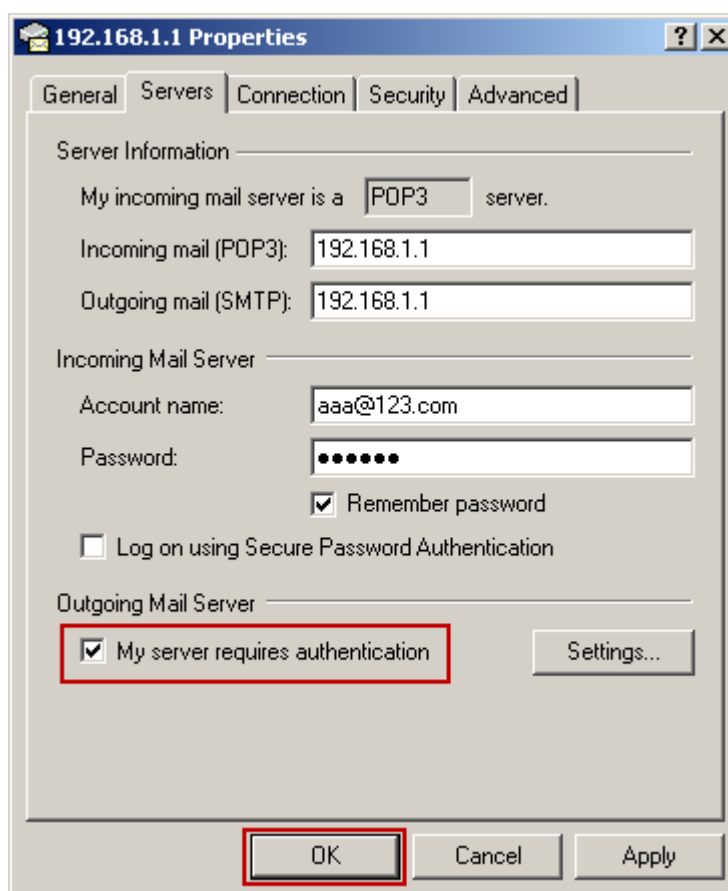 192.168.1.1 Properties
General Servers Connection Security Advanced
Server Information
My incoming mail server is a POP3 server.
Incoming mail (POP3): 192.168.1.1
Outgoing mail (SMTP): 192.168.1.1
Incoming Mail Server
Account name: aaa@123.com
Password: ●●●●●●
Remember password
Log on using Secure Password Authentication
Outgoing Mail Server
My server requires authentication Settings...
OK Cancel Apply